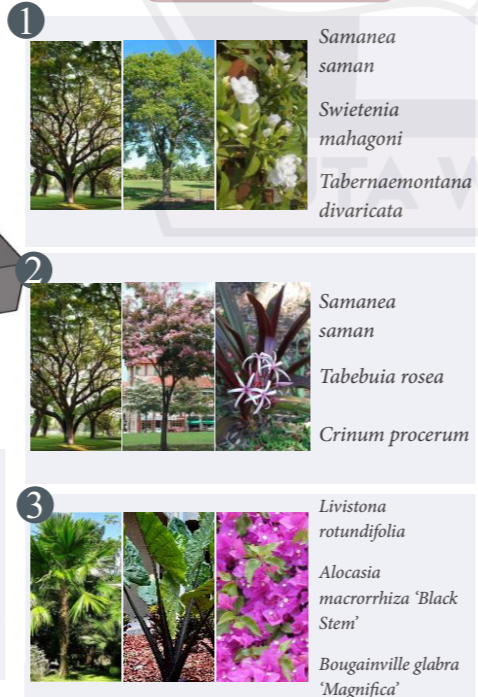 1
Samanea
saman
Swietenia
mahagoni
Tabernaemontana
divaricata
2
Samanea
saman
Tabebuia rosea
Crinum procerum
3
Livistona
rotundifolia
Alocasia
macrorrhiza ‘Black
Stem’
Bougainville glabra
‘Magnifica’